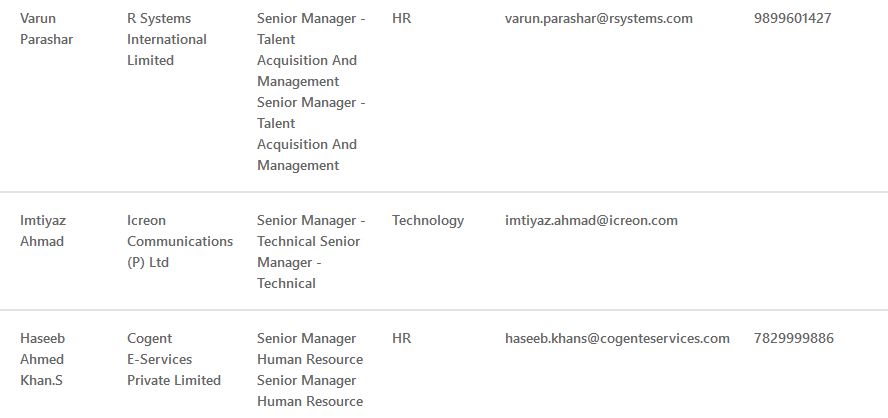 Varun
Parashar
R Systems
International
Limited
Senior Manager -
Talent
Acquisition And
Management
Senior Manager -
Talent
Acquisition And
Management
HR
varun.parashar@rsystems.com
9899601427
Imtiyaz
Ahmad
Icreon
Communications
(P) Ltd
Senior Manager -
Technical Senior
Manager -
Technical
Technology
imtiyaz.ahmad@icreon.com
Haseeb
Ahmed
Khan.S
Cogent
E-Services
Private Limited
Senior Manager
Human Resource
Senior Manager
Human Resource
HR
haseeb.khans@cogenteservices.com
7829999886